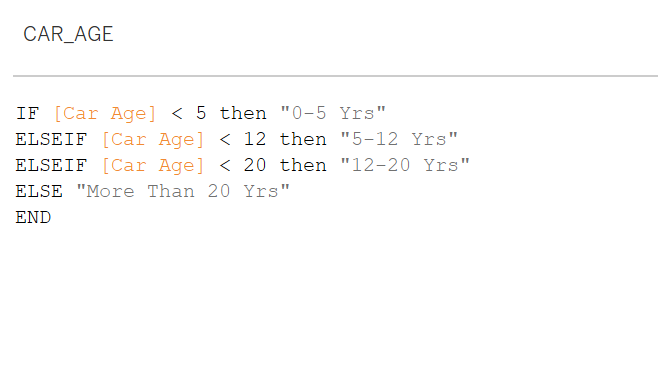 CAR_AGE
IF [Car Age] < 5 then "0-5 Yrs"
ELSEIF [Car Age] < 12 then "5-12 Yrs"
ELSEIF [Car Age] < 20 then "12-20 Yrs"
ELSE "More Than 20 Yrs"
END